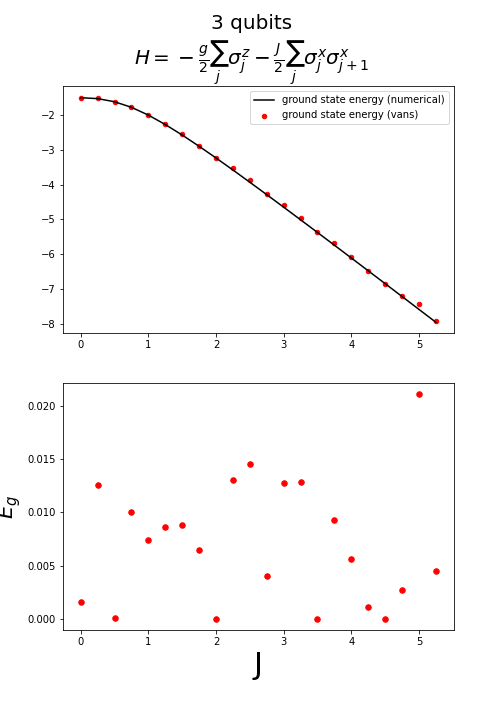 3 qubits
H = − g/2 ∑_j σ_j^z − J/2 ∑_j σ_j^x σ_{j+1}^x
ground state energy (numerical)
ground state energy (vans)
−2
−3
−4
−5
−6
−7
−8
0 1 2 3 4 5
0.020
0.015
0.010
0.005
0.000
E_g
0 1 2 3 4 5
J